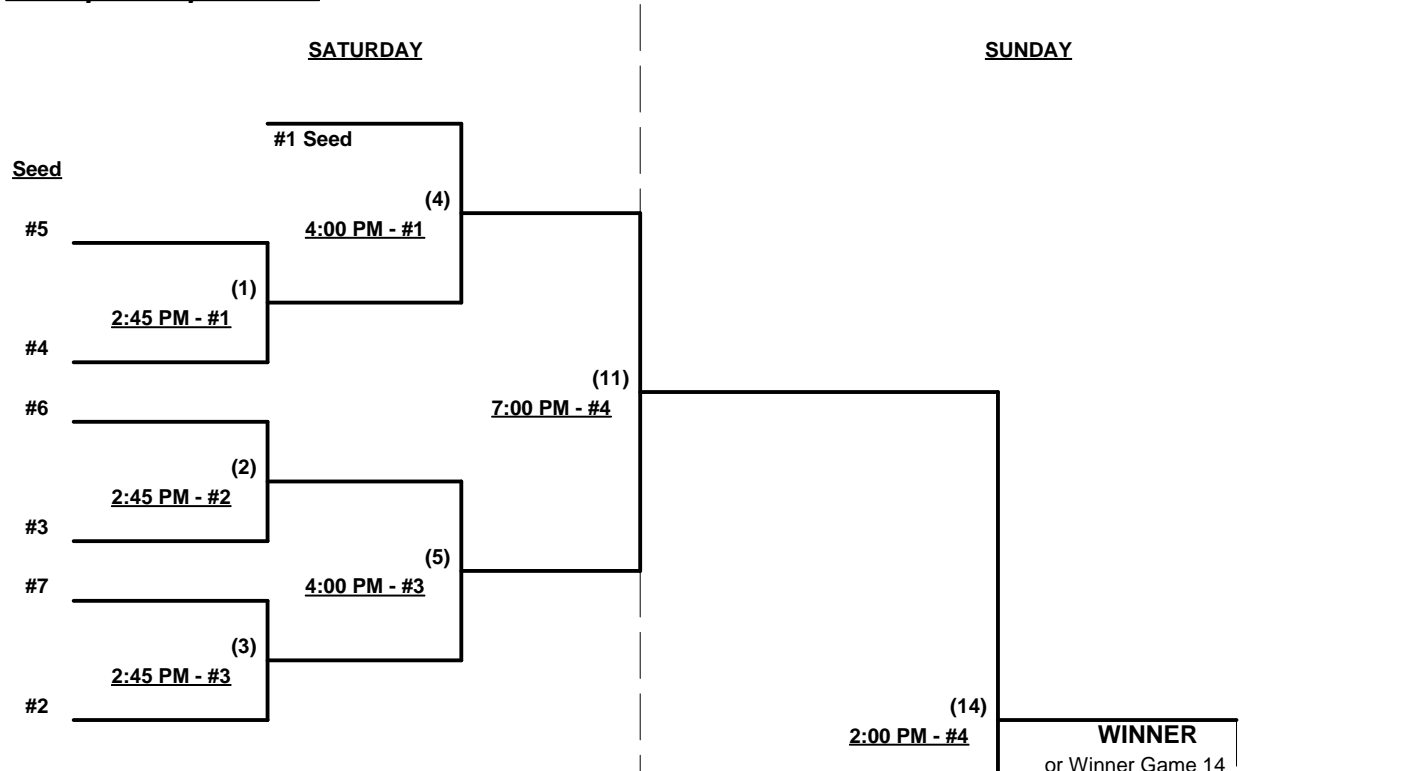 SATURDAY
SUNDAY
#1 Seed
Seed
(4)
#5
4:00 PM - #1
(1)
2:45 PM - #1
#4
(11)
#6
7:00 PM - #4
(2)
2:45 PM - #2
#3
(5)
#7
4:00 PM - #3
(3)
2:45 PM - #3
#2
(14)
2:00 PM - #4
WINNER
or Winner Game 14